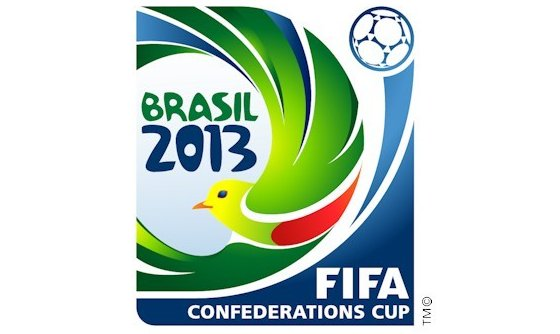 BRASIL
2013
FIFA
CONFEDERATIONS CUP
TM©